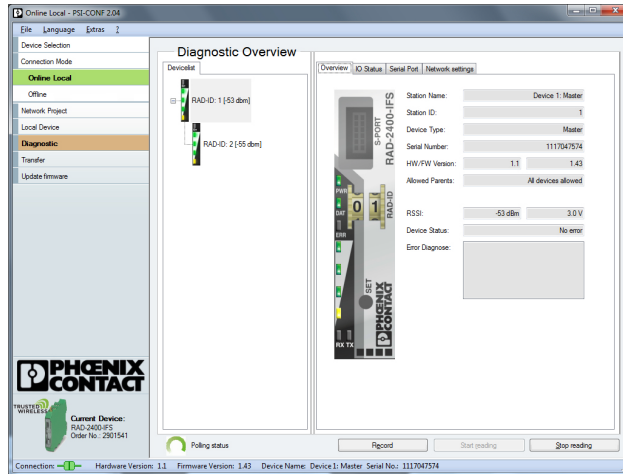 Online Local - PSI-CONF 2.04
File Language Extras ?
Device Selection
Connection Mode
Online Local
Offline
Network Project
Local Device
Diagnostic
Transfer
Update firmware
PHŒNIX
CONTACT
TRUSTED
WIRELESS
Current Device:
RAD-2400-IFS
Order No.: 2901541
Diagnostic Overview
Devicelist
RAD-ID: 1 [-53 dbm]
RAD-ID: 2 [-55 dbm]
Polling status
Overview IO Status Serial Port Network settings
S-PORT
RAD-2400-IFS
PWR
DAT
ERR
0 1
RAD-ID
SET
PHŒNIX
CONTACT
RX TX
Station Name: Device 1: Master
Station ID: 1
Device Type: Master
Serial Number: 1117047574
HW/FW Version: 1.1 1.43
Allowed Parents: All devices allowed
RSSI: -53 dBm 3.0 V
Device Status: No error
Error Diagnose:
Record Start reading Stop reading
Connection: Hardware Version: 1.1 Firmware Version: 1.43 Device Name: Device 1: Master Serial No.: 1117047574